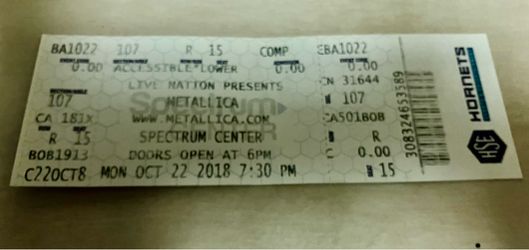 BA1022 107 R 15 COMP EBA1022
0.00 ACCESSIBLE LOWER 0.00 0.00
LIVE NATION PRESENTS CN 31644
107 METALLICA 107
CA 181X WWW.METALLICA.COM CA501BOB
R 15 SPECTRUM CENTER R
BOB1913 DOORS OPEN AT 6PM C 0.00
C22OCT8 MON OCT 22 2018 7:30 PM 15
308324653589
HORNETS
HSE